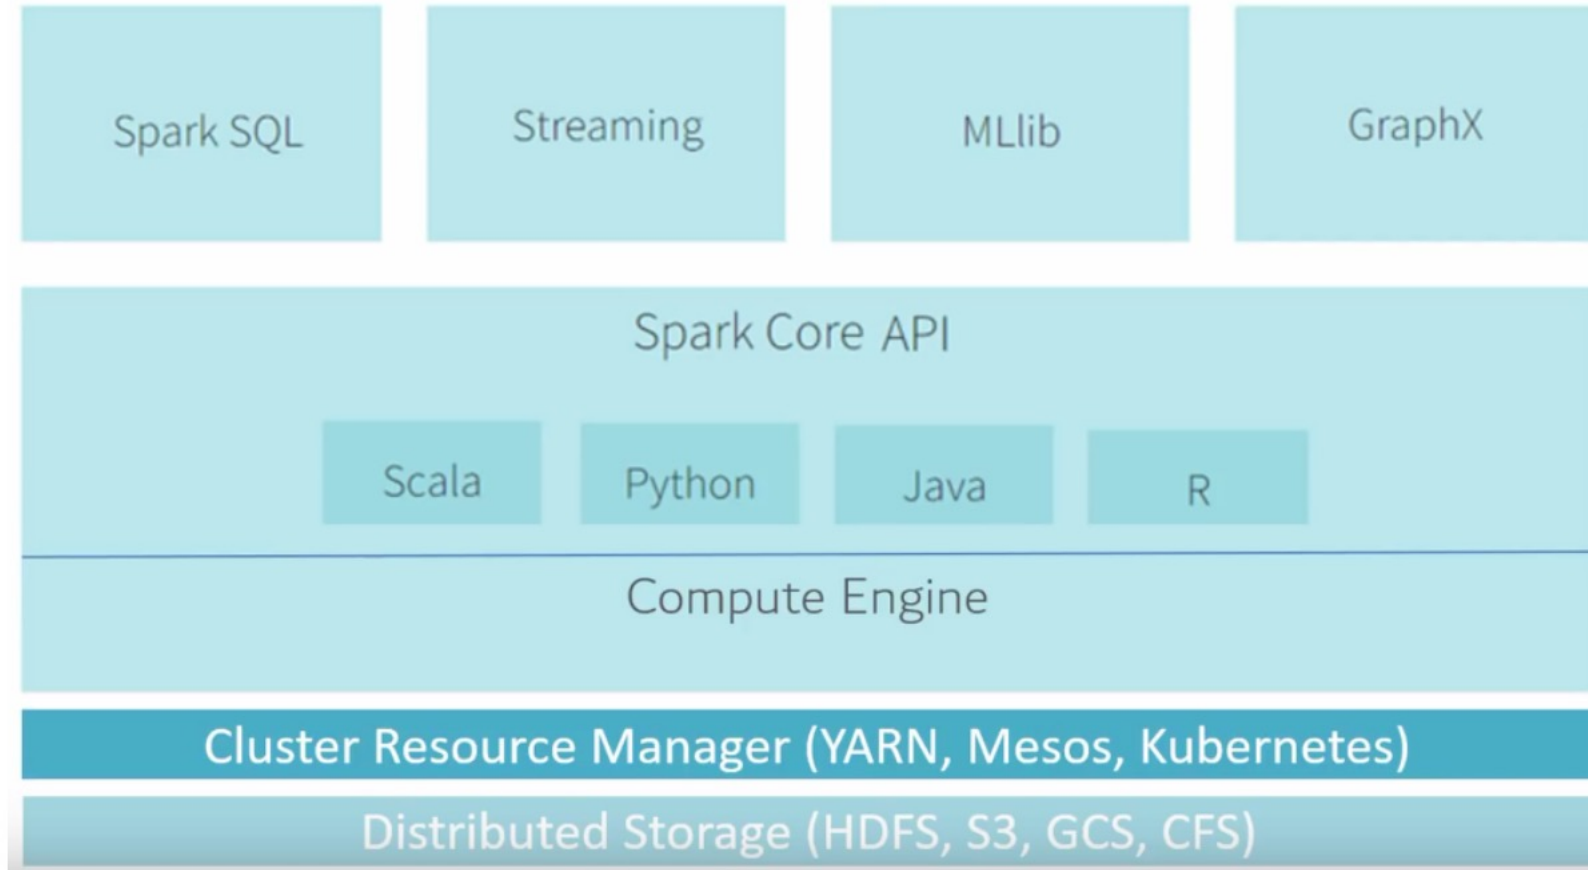 Spark SQL
Streaming
MLlib
GraphX
Spark Core API
Scala
Python
Java
R
Compute Engine
Cluster Resource Manager (YARN, Mesos, Kubernetes)
Distributed Storage (HDFS, S3, GCS, CFS)